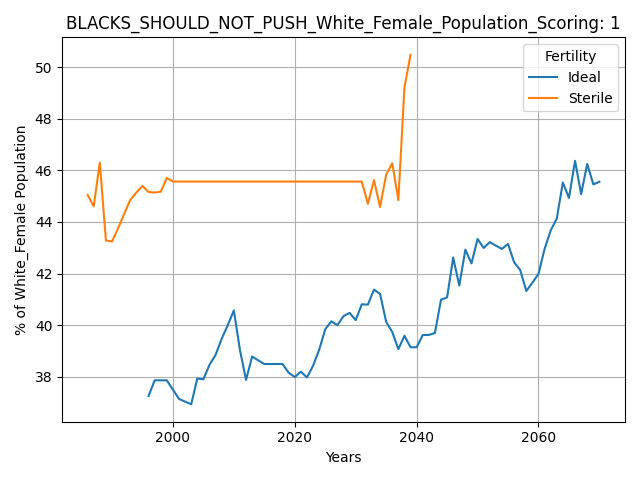 BLACKS_SHOULD_NOT_PUSH_White_Female_Population_Scoring: 1
Fertility
Ideal
Sterile
% of White_Female Population
50
48
46
44
42
40
38
2000
2020
2040
2060
Years